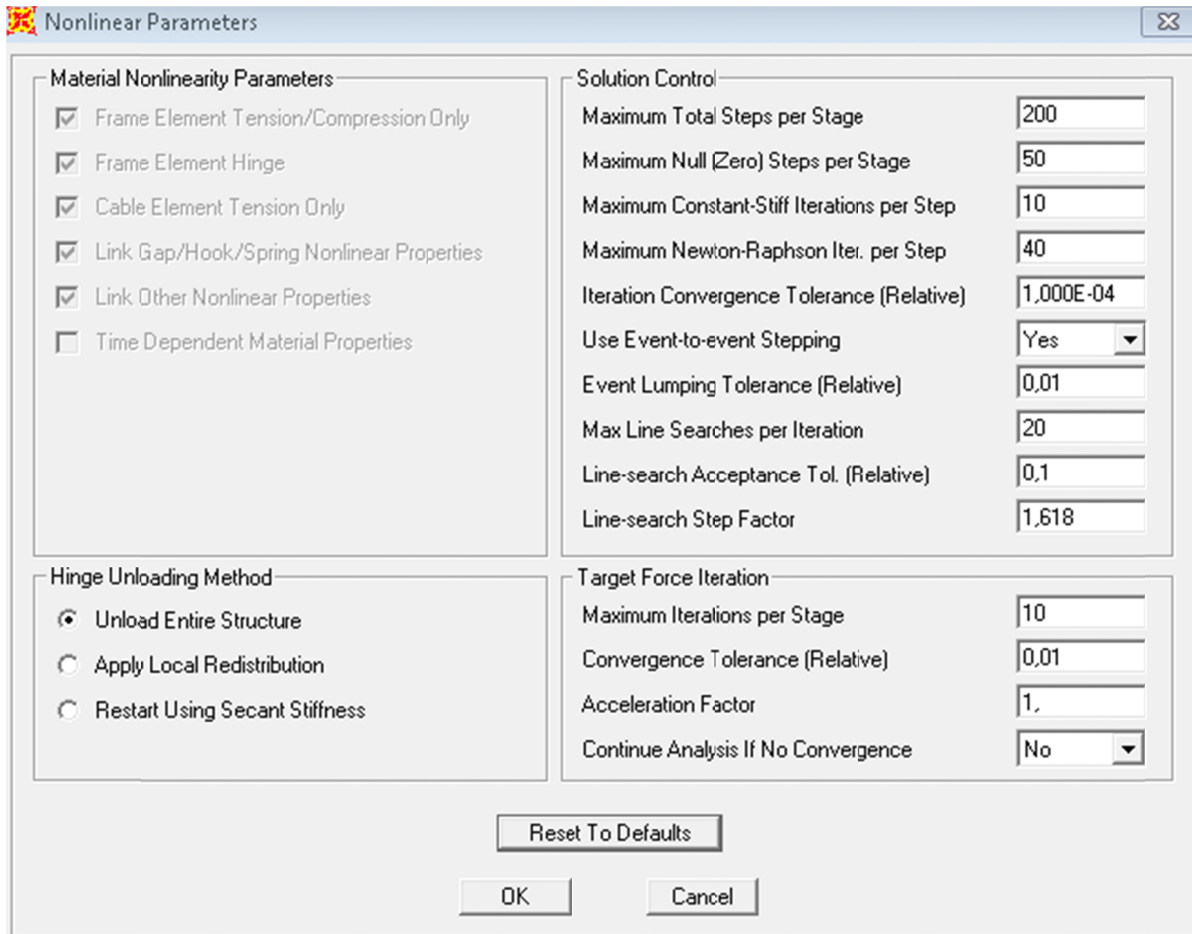 Nonlinear Parameters
Material Nonlinearity Parameters
Frame Element Tension/Compression Only
Frame Element Hinge
Cable Element Tension Only
Link Gap/Hook/Spring Nonlinear Properties
Link Other Nonlinear Properties
Time Dependent Material Properties
Solution Control
Maximum Total Steps per Stage 200
Maximum Null (Zero) Steps per Stage 50
Maximum Constant-Stiff Iterations per Step 10
Maximum Newton-Raphson Iter. per Step 40
Iteration Convergence Tolerance (Relative) 1,000E-04
Use Event-to-event Stepping Yes
Event Lumping Tolerance (Relative) 0,01
Max Line Searches per Iteration 20
Line-search Acceptance Tol. (Relative) 0,1
Line-search Step Factor 1,618
Hinge Unloading Method
Unload Entire Structure
Apply Local Redistribution
Restart Using Secant Stiffness
Target Force Iteration
Maximum Iterations per Stage 10
Convergence Tolerance (Relative) 0,01
Acceleration Factor 1,
Continue Analysis If No Convergence No
Reset To Defaults
OK Cancel